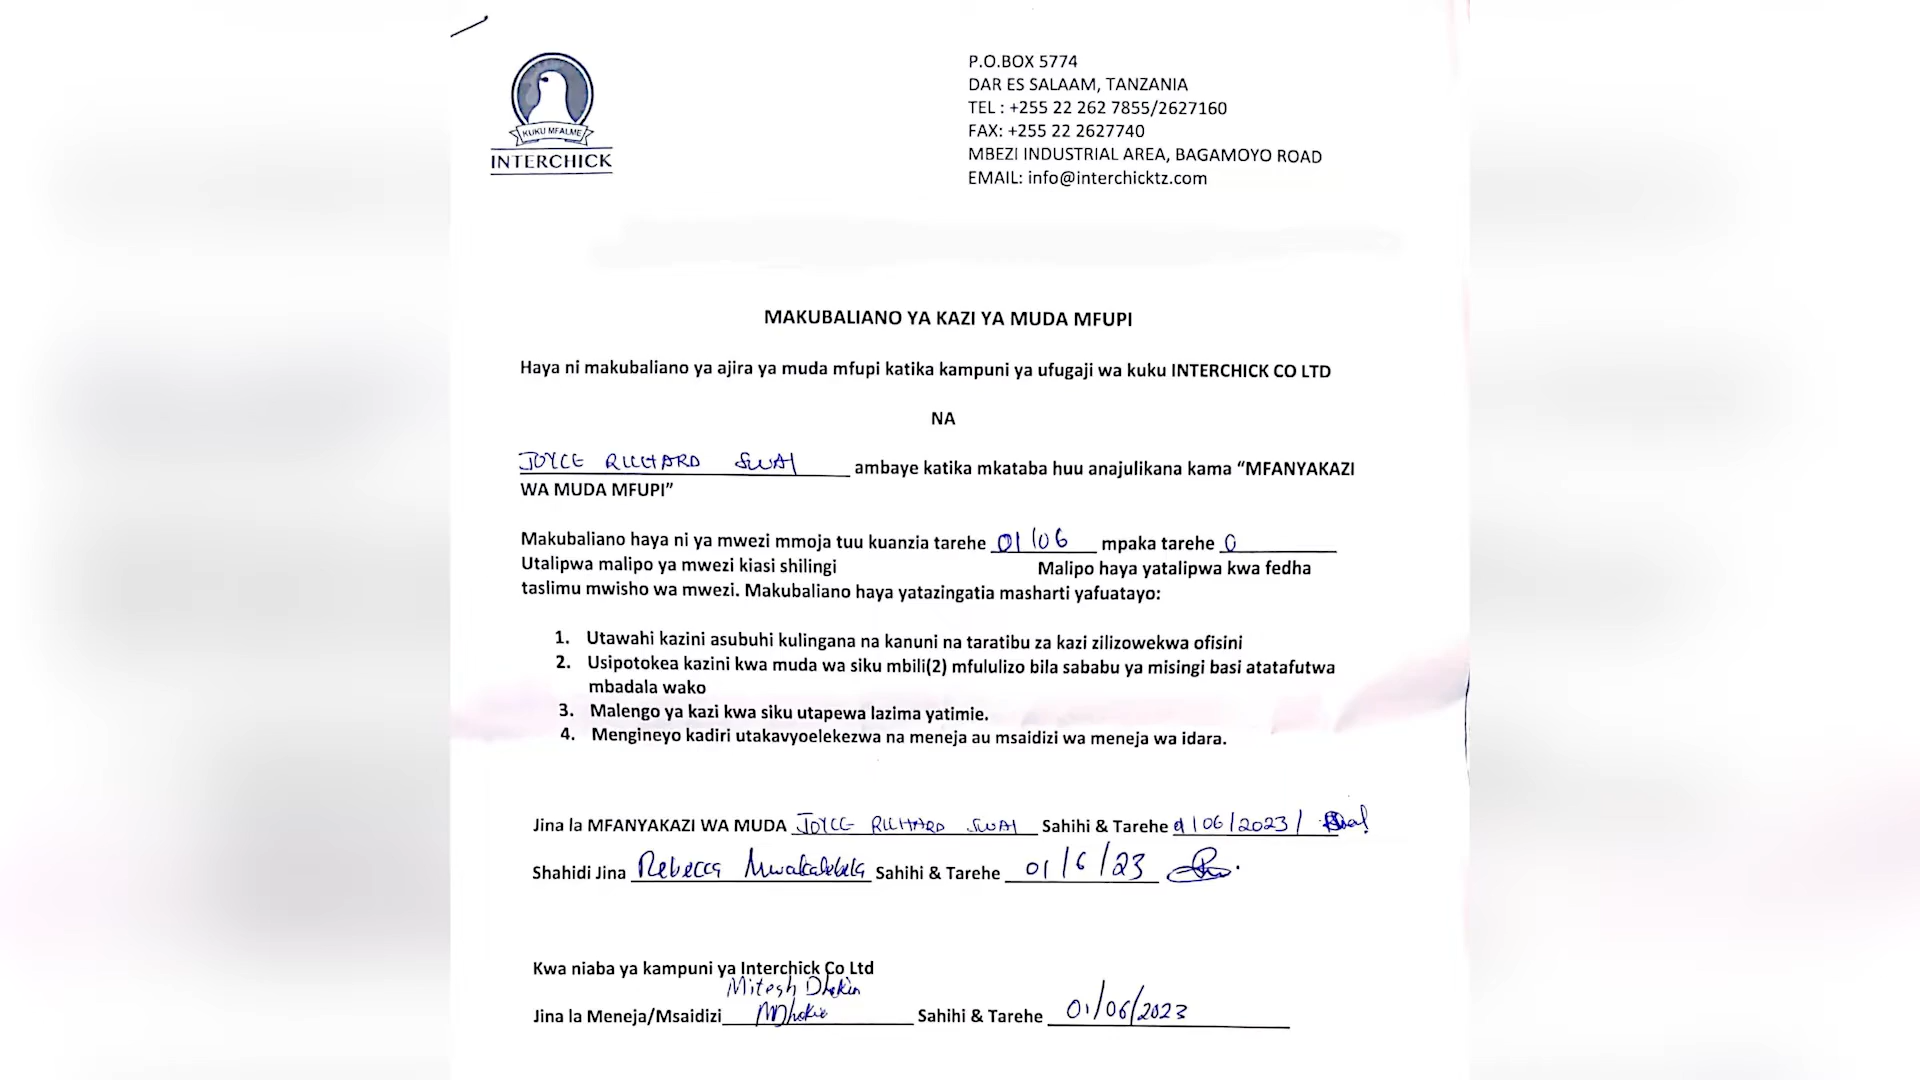 KUKU MFALME
INTERCHICK
P.O.BOX 5774
DAR ES SALAAM, TANZANIA
TEL : +255 22 262 7855/2627160
FAX: +255 22 2627740
MBEZI INDUSTRIAL AREA, BAGAMOYO ROAD
EMAIL: info@interchicktz.com
MAKUBALIANO YA KAZI YA MUDA MFUPI
Haya ni makubaliano ya ajira ya muda mfupi katika kampuni ya ufugaji wa kuku INTERCHICK CO LTD
NA
JOYCE RICHARD SWAI ambaye katika mkataba huu anajulikana kama “MFANYAKAZI
WA MUDA MFUPI”
Makubaliano haya ni ya mwezi mmoja tuu kuanzia tarehe 01/06 mpaka tarehe 0
Utalipwa malipo ya mwezi kiasi shilingi Malipo haya yatalipwa kwa fedha
taslimu mwisho wa mwezi. Makubaliano haya yatazingatia masharti yafuatayo:
1. Utawahi kazini asubuhi kulingana na kanuni na taratibu za kazi zilizowekwa ofisini
2. Usipotokea kazini kwa muda wa siku mbili(2) mfululizo bila sababu ya misingi basi atatafutwa
mbadala wako
3. Malengo ya kazi kwa siku utapewa lazima yatimie.
4. Mengineyo kadiri utakavyoelekezwa na meneja au msaidizi wa meneja wa idara.
Jina la MFANYAKAZI WA MUDA JOYCE RICHARD SWAI Sahihi & Tarehe 01/06/2023/
Shahidi Jina Rebecca Sahihi & Tarehe 01/6/23
Kwa niaba ya kampuni ya Interchick Co Ltd
Mitesh
Jina la Meneja/Msaidizi Sahihi & Tarehe 01/06/2023